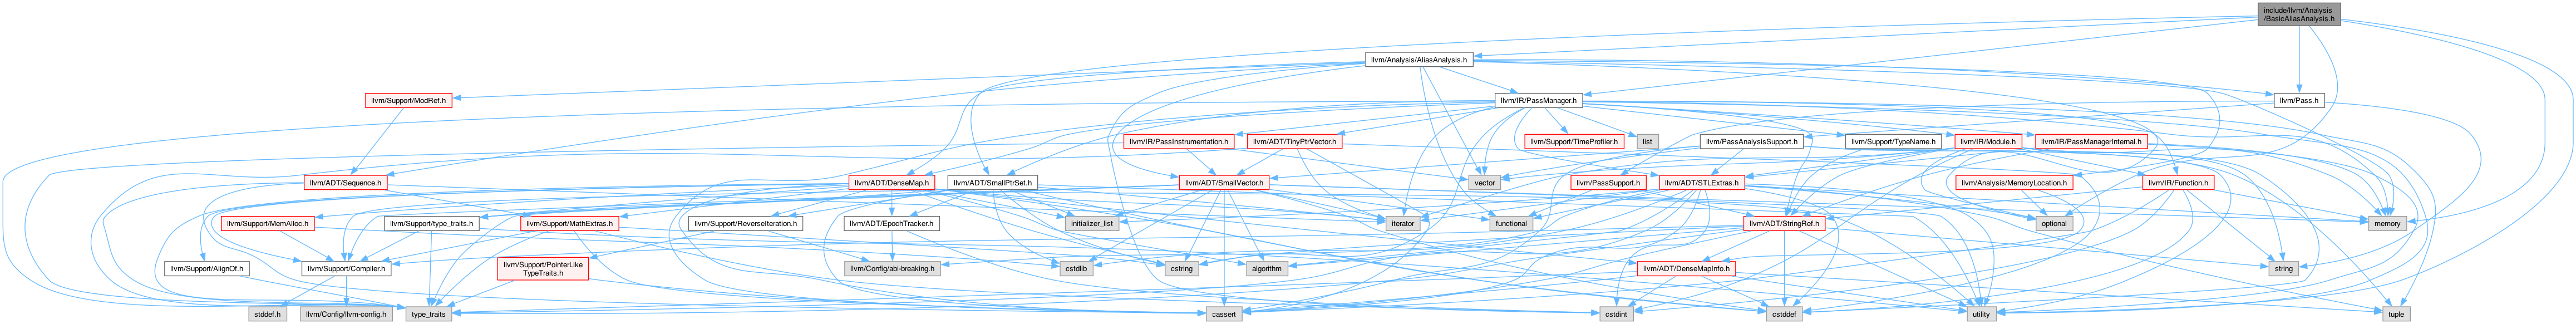 include/llvm/Analysis
/BasicAliasAnalysis.h
llvm/Analysis/AliasAnalysis.h
llvm/Support/ModRef.h
llvm/IR/PassManager.h
llvm/Pass.h
llvm/IR/PassInstrumentation.h
llvm/ADT/TinyPtrVector.h
llvm/Support/TimeProfiler.h
list
llvm/PassAnalysisSupport.h
llvm/Support/TypeName.h
llvm/IR/Module.h
llvm/IR/PassManagerInternal.h
llvm/ADT/Sequence.h
llvm/ADT/DenseMap.h
llvm/ADT/SmallPtrSet.h
llvm/ADT/SmallVector.h
vector
llvm/PassSupport.h
llvm/ADT/STLExtras.h
llvm/Analysis/MemoryLocation.h
llvm/IR/Function.h
llvm/Support/MemAlloc.h
llvm/Support/type_traits.h
llvm/Support/MathExtras.h
llvm/Support/ReverseIteration.h
llvm/ADT/EpochTracker.h
initializer_list
iterator
functional
llvm/ADT/StringRef.h
optional
memory
llvm/Support/AlignOf.h
llvm/Support/Compiler.h
llvm/Support/PointerLike
TypeTraits.h
cstdlib
llvm/Config/abi-breaking.h
cstring
algorithm
llvm/ADT/DenseMapInfo.h
string
stddef.h
llvm/Config/llvm-config.h
type_traits
cassert
cstdint
cstddef
utility
tuple